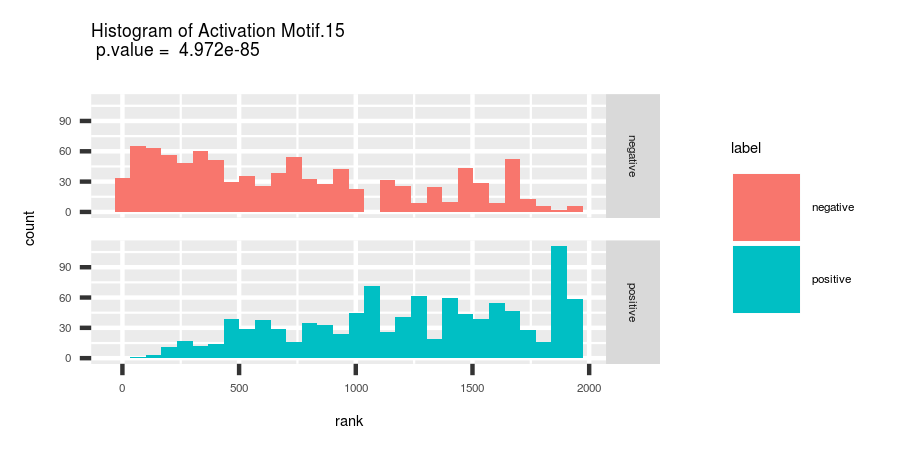 Histogram of Activation Motif.15
p.value =  4.972e-85
count
90
60
30
0
negative
90
60
30
0
positive
0
500
1000
1500
2000
rank
label
negative
positive